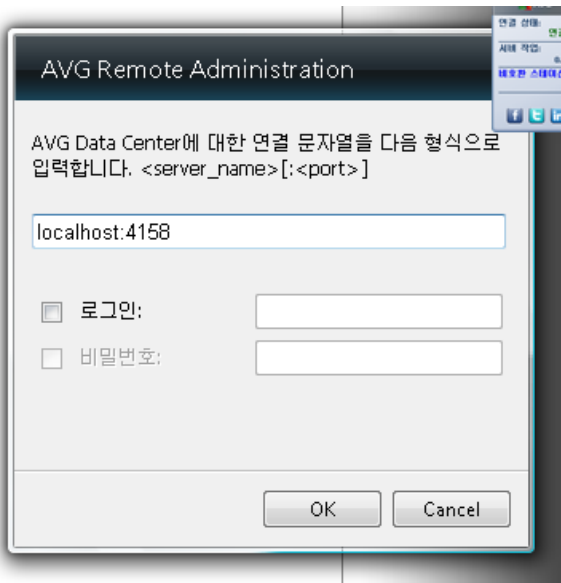 연결 상태:
서버 작업:
AVG Remote Administration
AVG Data Center에 대한 연결 문자열을 다음 형식으로
입력합니다. <server_name>[:<port>]
localhost:4158
로그인:
비밀번호:
OK
Cancel